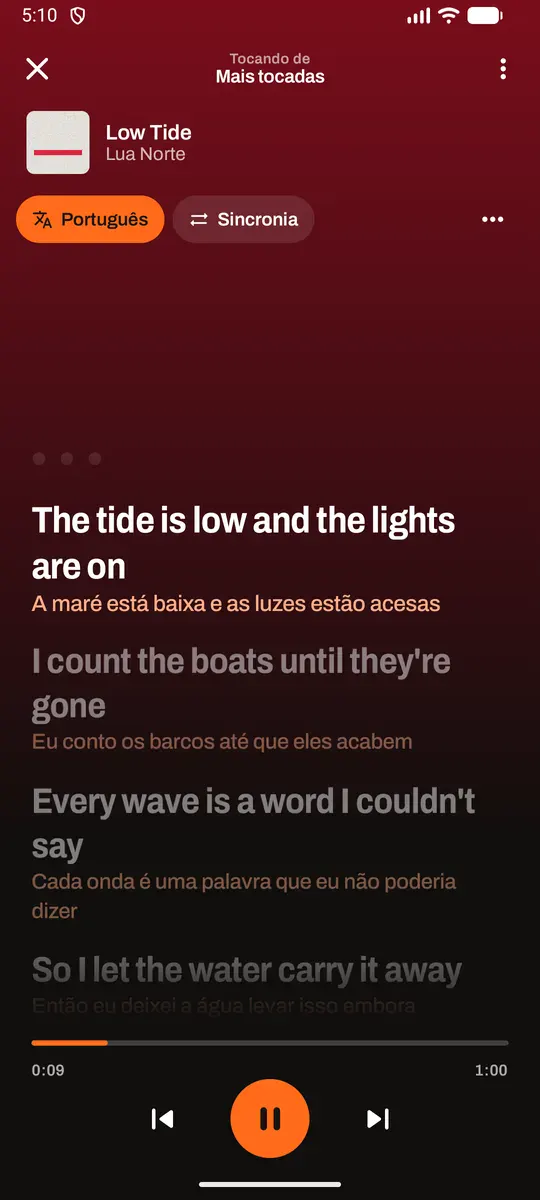 5:10
Tocando de
Mais tocadas
Low Tide
Lua Norte
Português
Sincronia
The tide is low and the lights
are on
A maré está baixa e as luzes estão acesas
I count the boats until they're
gone
Eu conto os barcos até que eles acabem
Every wave is a word I couldn't
say
Cada onda é uma palavra que eu não poderia
dizer
So I let the water carry it away
Então eu deixei a água levar isso embora
0:09
1:00